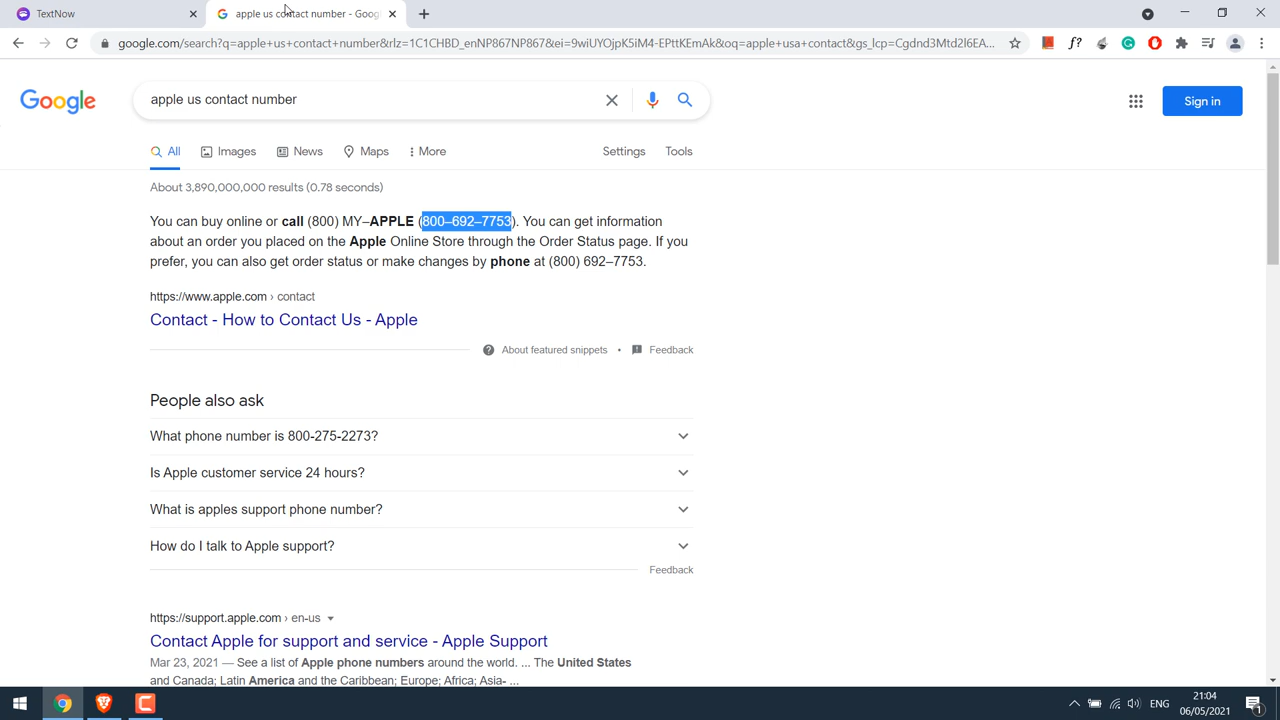 TextNow
apple us contact number - Goog
google.com/search?q=apple+us+contact+number&rlz=1C1CHBD_enNP867NP867&ei=9wiUYOjpK5iM4-EPttKEmAk&oq=apple+usa+contact&gs_lcp=Cgdnd3Mtd2l6EA...
Google
apple us contact number
Sign in
All
Images
News
Maps
More
Settings
Tools
About 3,890,000,000 results (0.78 seconds)
You can buy online or call (800) MY–APPLE (800–692–7753). You can get information
about an order you placed on the Apple Online Store through the Order Status page. If you
prefer, you can also get order status or make changes by phone at (800) 692–7753.
https://www.apple.com › contact
Contact - How to Contact Us - Apple
About featured snippets • Feedback
People also ask
What phone number is 800-275-2273?
Is Apple customer service 24 hours?
What is apples support phone number?
How do I talk to Apple support?
Feedback
https://support.apple.com › en-us
Contact Apple for support and service - Apple Support
Mar 23, 2021 — See a list of Apple phone numbers around the world. ... The United States
and Canada; Latin America and the Caribbean; Europe; Africa; Asia- ...
ENG
21:04
06/05/2021
1